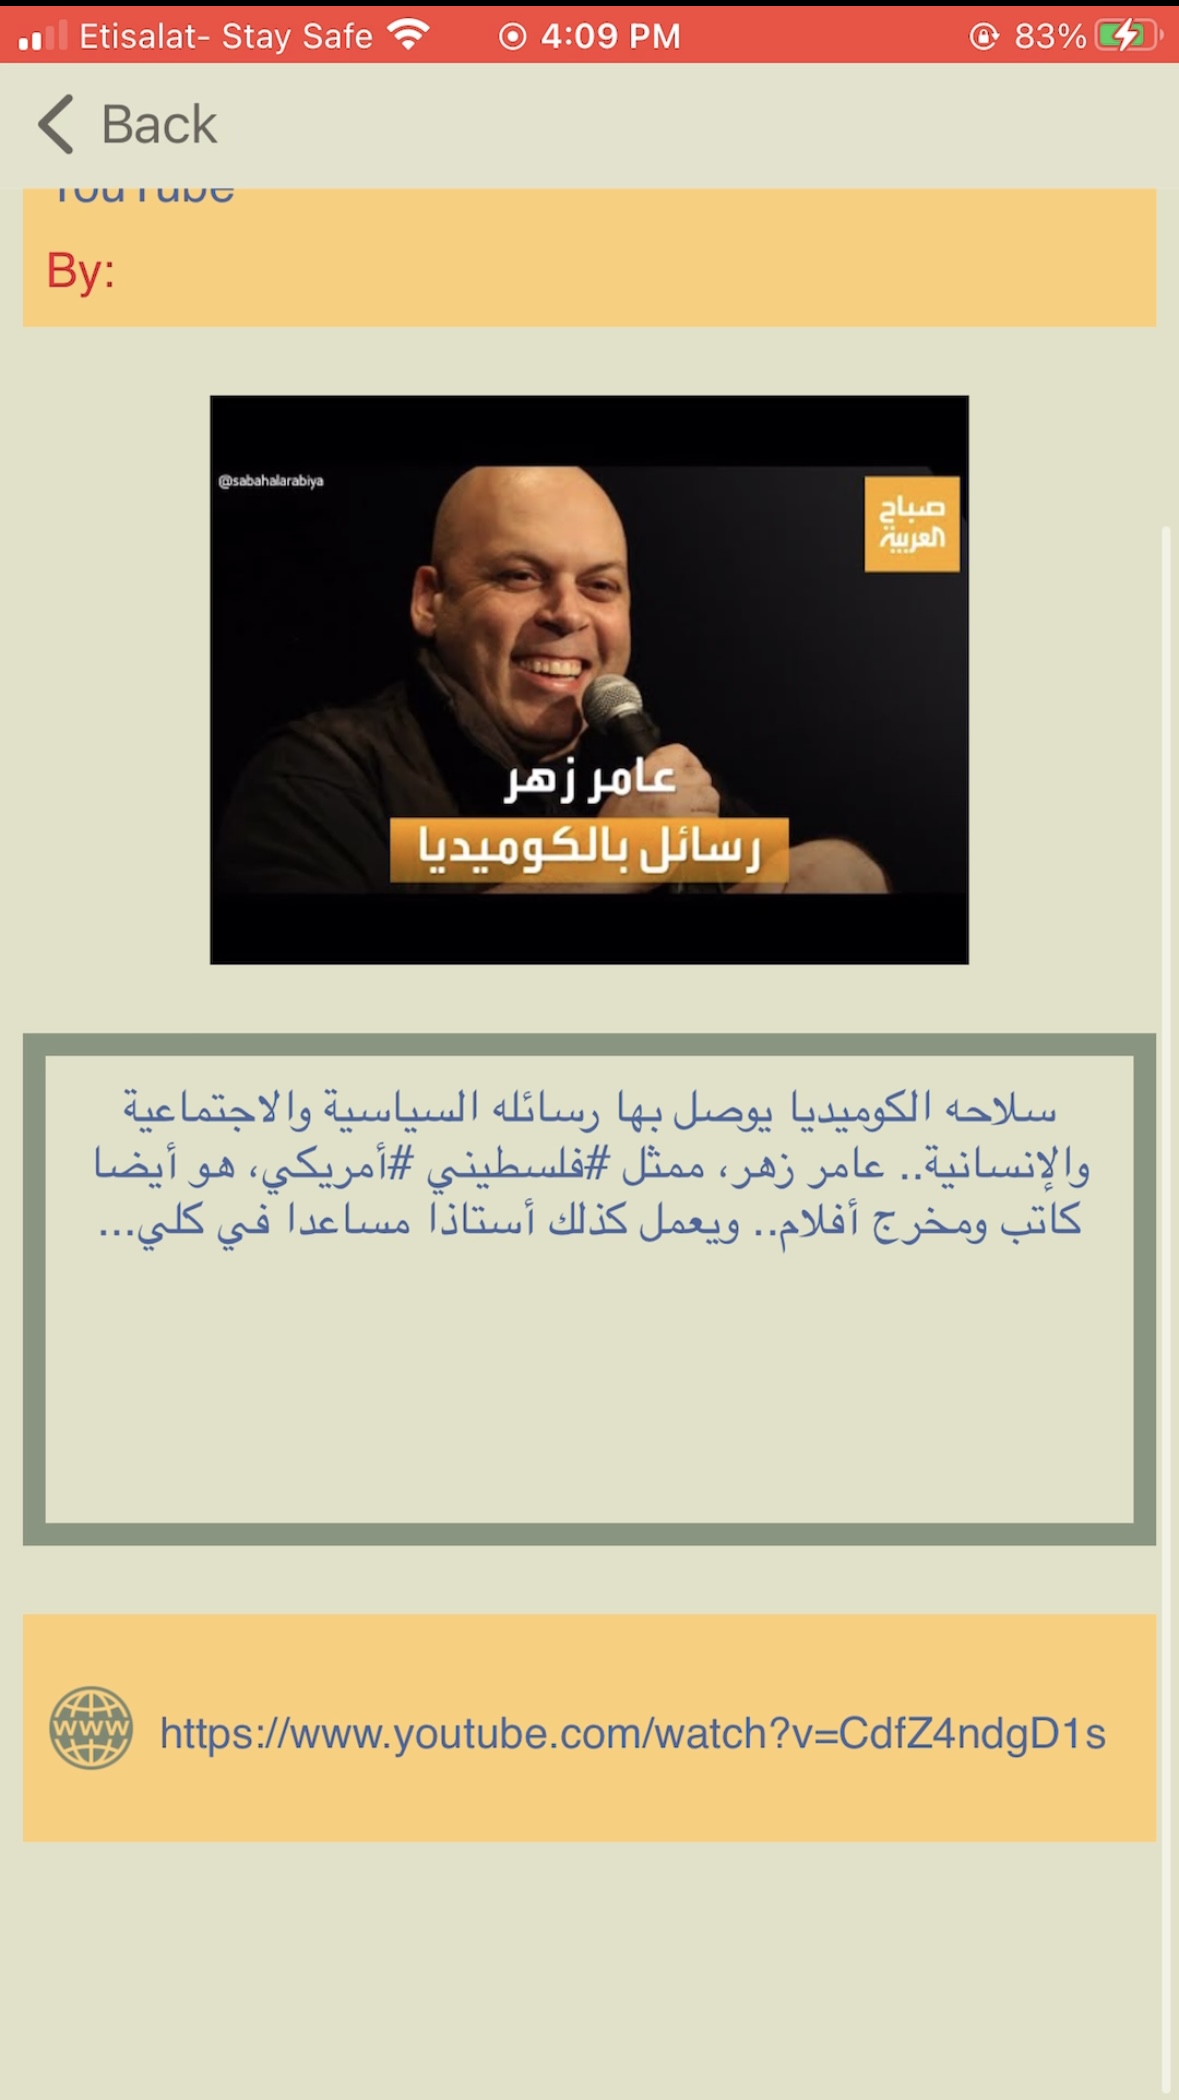 Etisalat- Stay Safe 4:09 PM 83%
Back
YouTube
By:
@sabahalarabiya
صباح
العربية
عامر زهر
رسائل بالكوميديا
سلاحه الكوميديا يوصل بها رسائله السياسية والاجتماعية
والإنسانية.. عامر زهر، ممثل #فلسطيني #أمريكي، هو أيضا
كاتب ومخرج أفلام.. ويعمل كذلك أستاذا مساعدا في كلي...
WWW
https://www.youtube.com/watch?v=CdfZ4ndgD1s